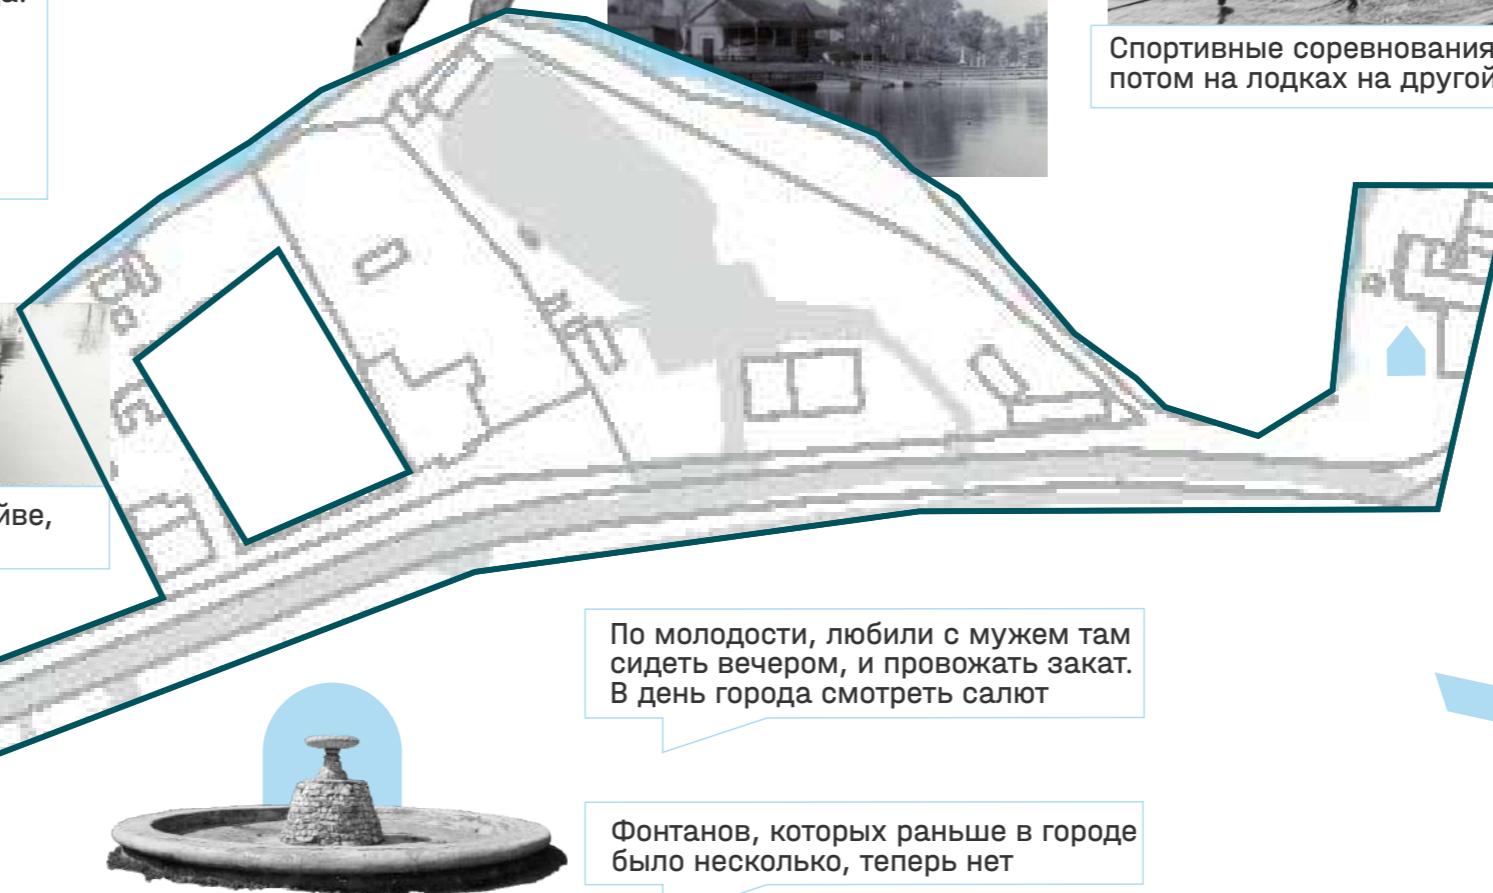 Спортивные соревнования
потом на лодках на другой
По молодости, любили с мужем там
сидеть вечером, и провожать закат.
В день города смотреть салют
Фонтанов, которых раньше в городе
было несколько, теперь нет